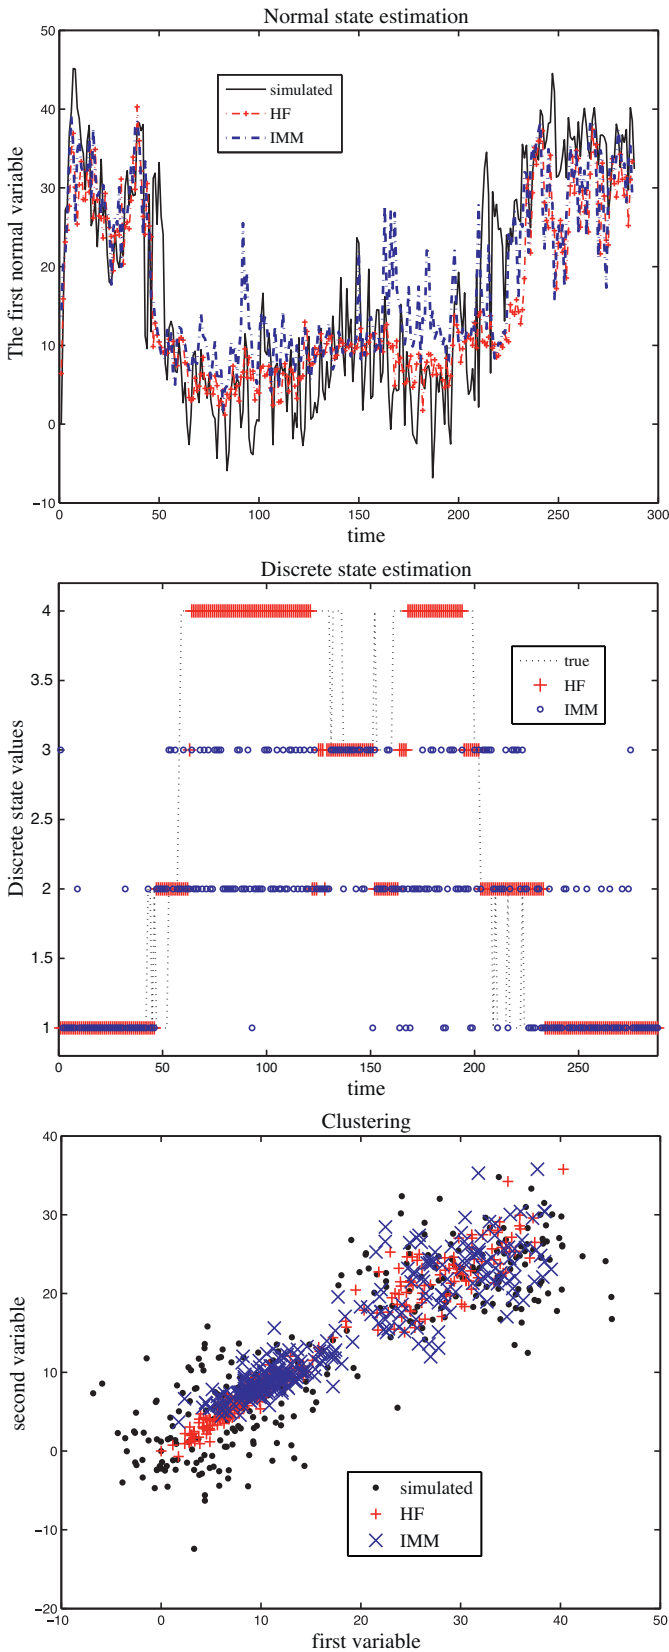 Normal state estimation
50
40
30
20
10
0
−10
The first normal variable
simulated
HF
IMM
0 50 100 150 200 250 300
time
Discrete state estimation
4
3.5
3
2.5
2
1.5
1
Discrete state values
true
HF
IMM
0 50 100 150 200 250
time
Clustering
40
30
20
10
0
−10
−20
second variable
simulated
HF
IMM
−10 0 10 20 30 40 50
first variable